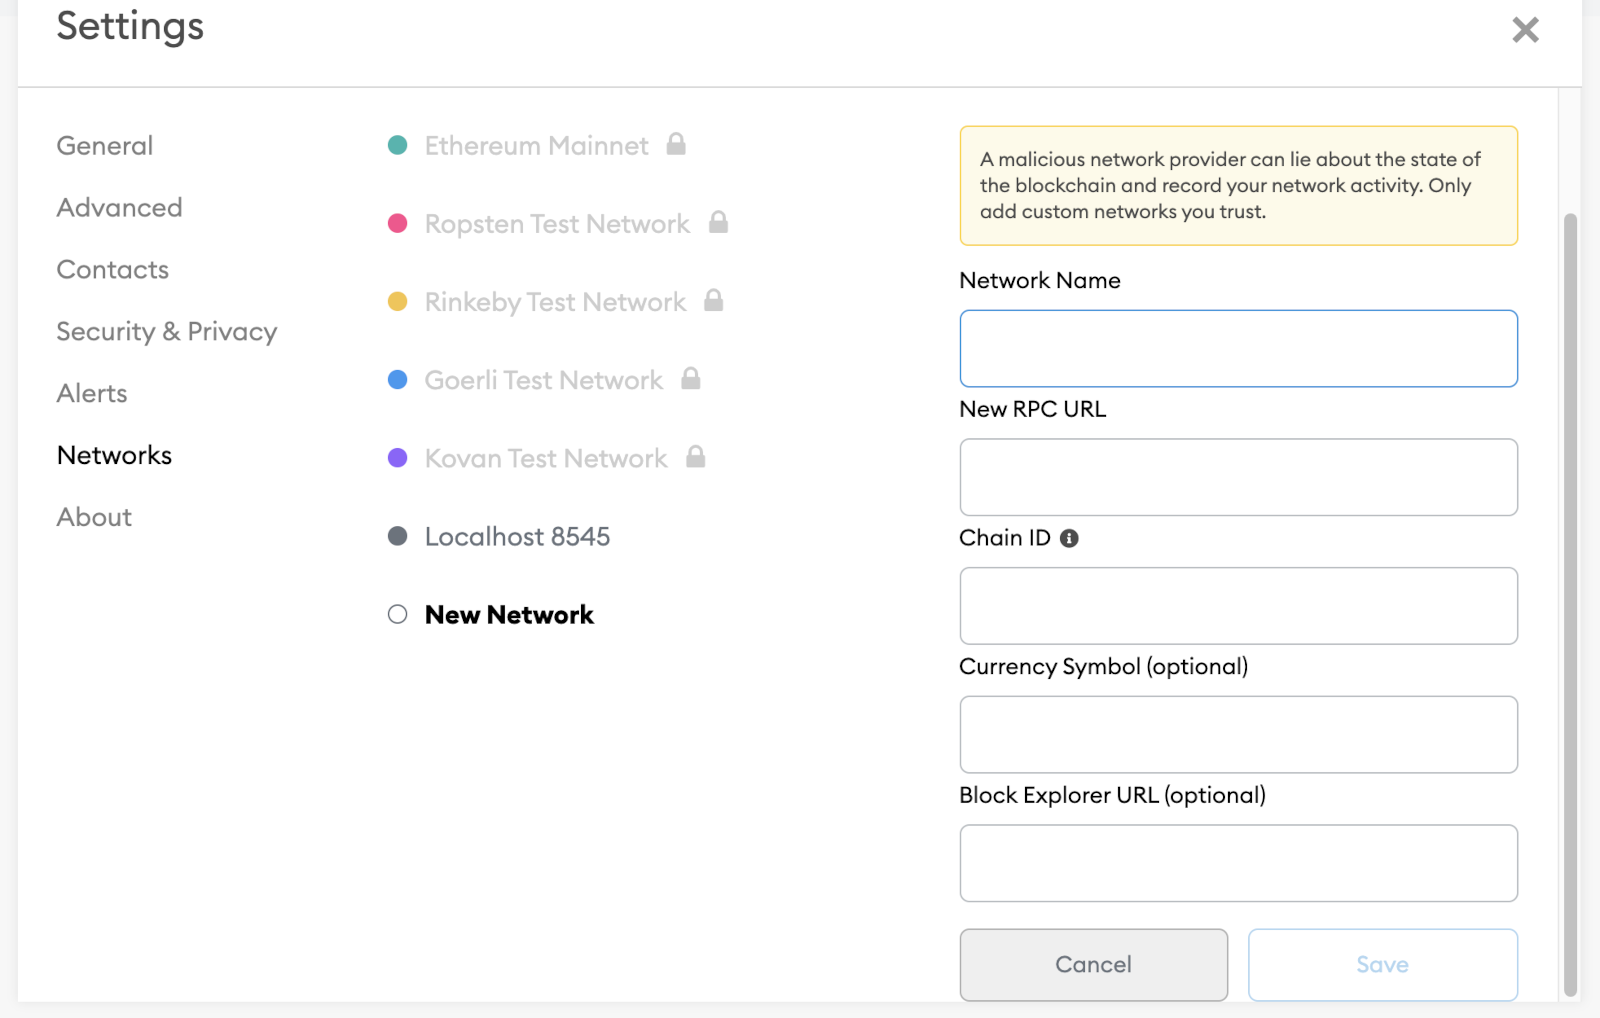 Settings
General
Advanced
Contacts
Security & Privacy
Alerts
Networks
About
Ethereum Mainnet
Ropsten Test Network
Rinkeby Test Network
Goerli Test Network
Kovan Test Network
Localhost 8545
New Network
A malicious network provider can lie about the state of
the blockchain and record your network activity. Only
add custom networks you trust.
Network Name
New RPC URL
Chain ID
Currency Symbol (optional)
Block Explorer URL (optional)
Cancel
Save